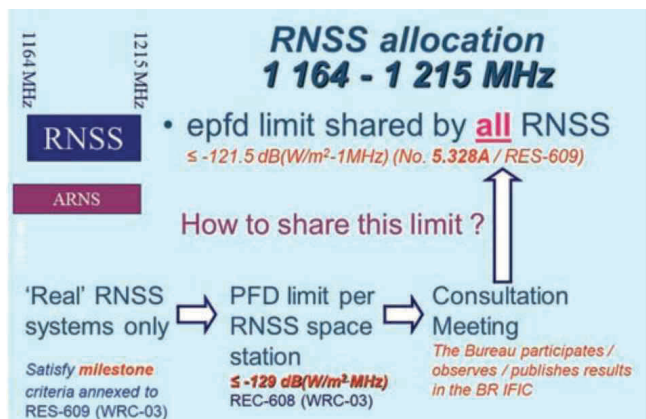 RNSS allocation
1 164 - 1 215 MHz
1164 MHz
1215 MHz
RNSS
ARNS
• epfd limit shared by all RNSS
≤ -121.5 dB(W/m²-1MHz) (No. 5.328A / RES-609)
How to share this limit ?
'Real' RNSS
systems only
Satisfy milestone
criteria annexed to
RES-609 (WRC-03)
PFD limit per
RNSS space
station
≤ -129 dB(W/m²·MHz)
REC-608 (WRC-03)
Consultation
Meeting
The Bureau participates /
observes / publishes results
in the BR IFIC